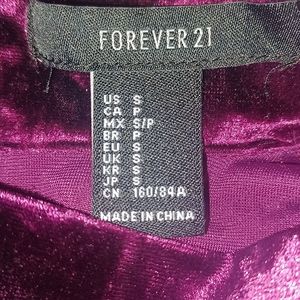 FOREVER 21
US S
CA P
MX S/P
BR P
EU S
UK S
KR S
JP S
CN 160/84A
MADE IN CHINA